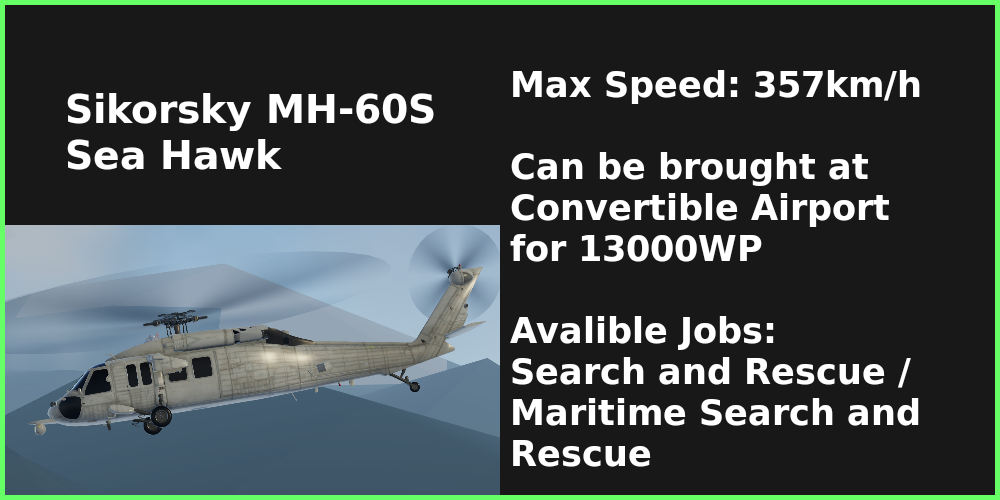 Sikorsky MH-60S
Sea Hawk
Max Speed: 357km/h
Can be brought at
Convertible Airport
for 13000WP
Avalible Jobs:
Search and Rescue /
Maritime Search and
Rescue